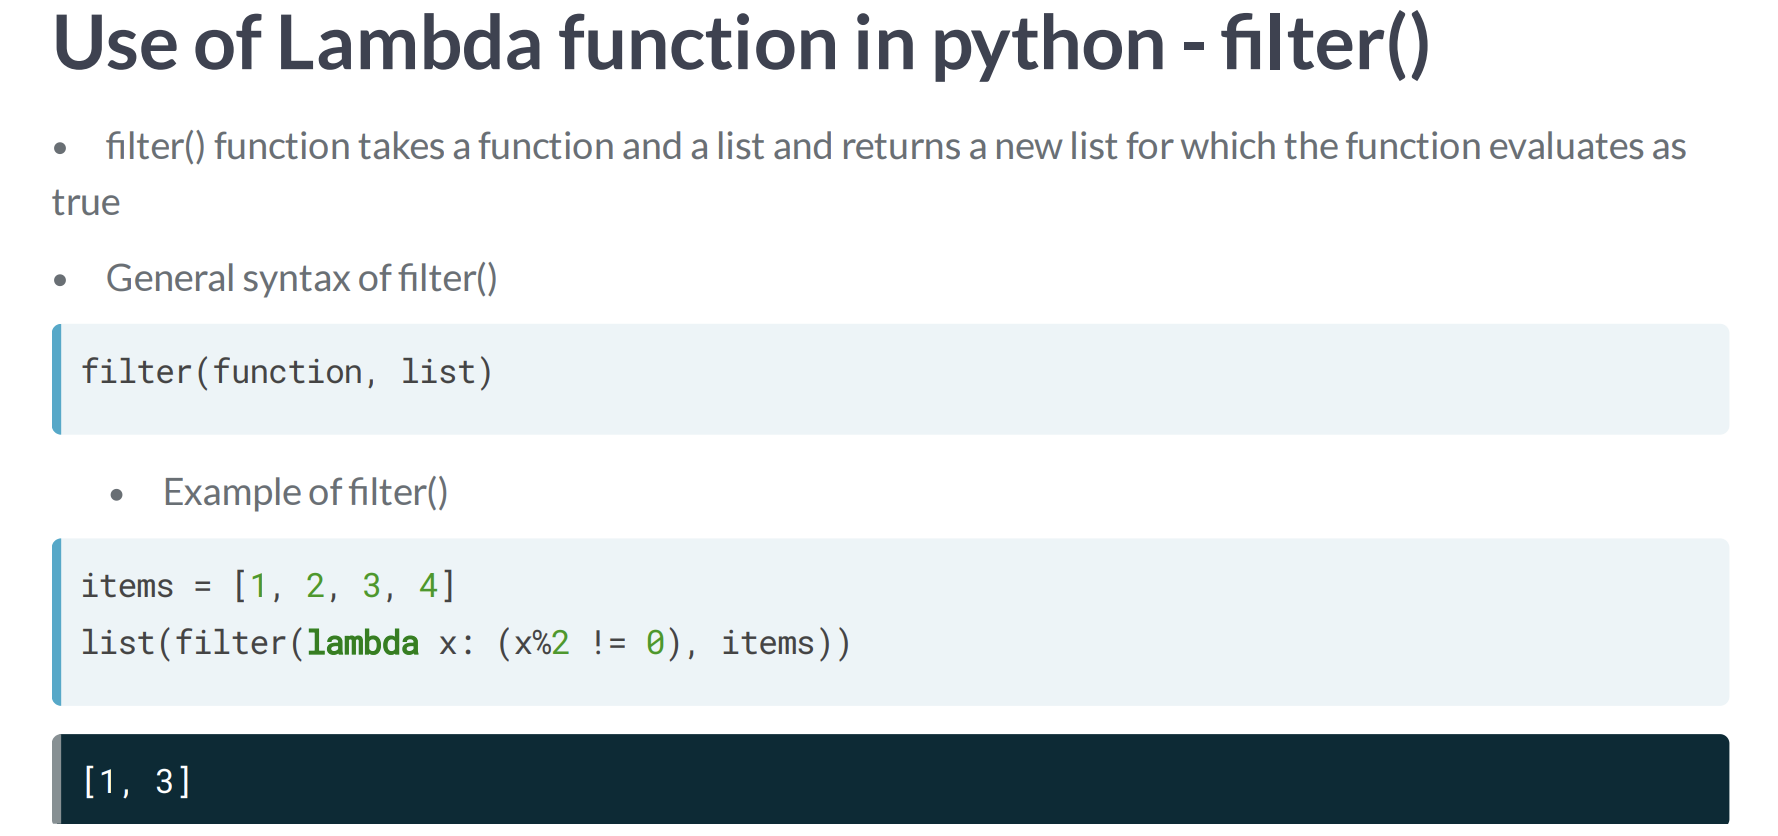 Use of Lambda function in python - filter()
• filter() function takes a function and a list and returns a new list for which the function evaluates as
true
• General syntax of filter()
filter(function, list)
• Example of filter()
items = [1, 2, 3, 4]
list(filter(lambda x: (x%2 != 0), items))
[1, 3]